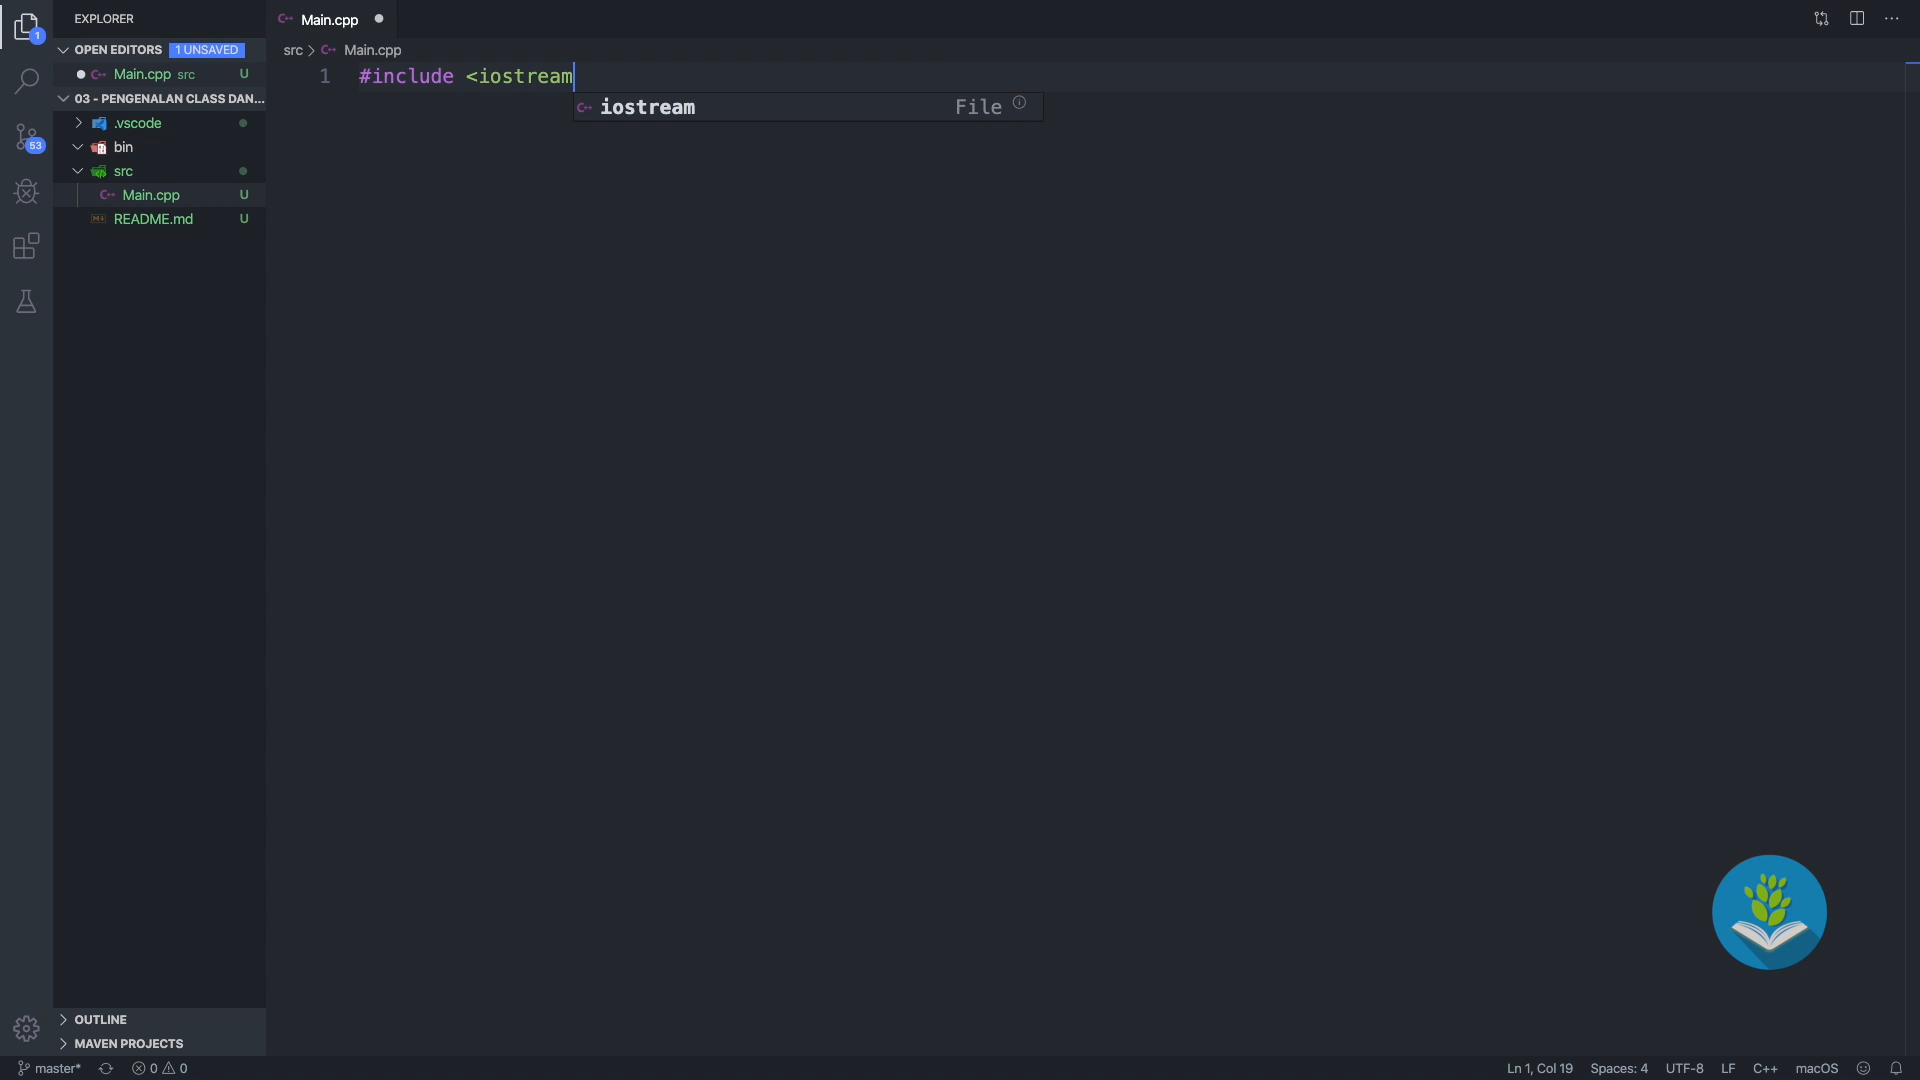 EXPLORER
OPEN EDITORS 1 UNSAVED
Main.cpp src U
03 - PENGENALAN CLASS DAN...
.vscode
bin
src
Main.cpp U
README.md U
OUTLINE
MAVEN PROJECTS
Main.cpp
src > Main.cpp
1 #include <iostream
iostream File
1
53
master* 0 0
Ln 1, Col 19 Spaces: 4 UTF-8 LF C++ macOS